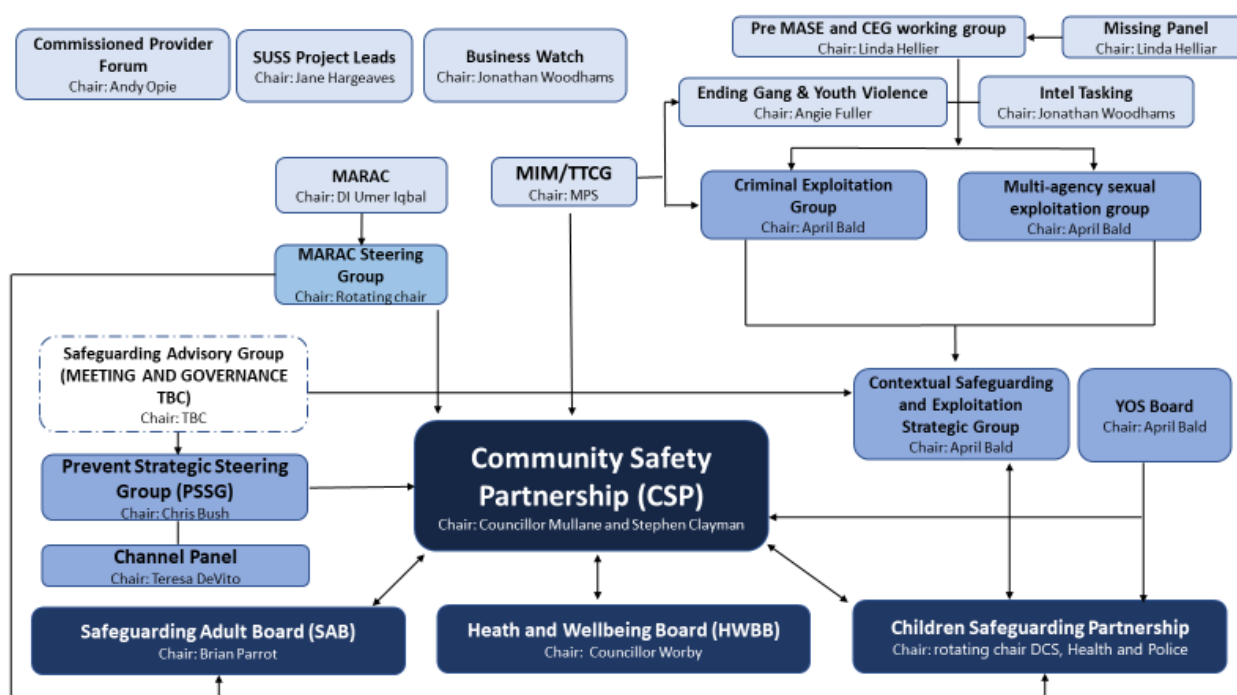 Commissioned Provider
Forum
Chair: Andy Opie
SUSS Project Leads
Chair: Jane Hargeaves
Business Watch
Chair: Jonathan Woodhams
Pre MASE and CEG working group
Chair: Linda Hellier
Missing Panel
Chair: Linda Helliar
Ending Gang & Youth Violence
Chair: Angie Fuller
Intel Tasking
Chair: Jonathan Woodhams
MARAC
Chair: DI Umer Iqbal
MIM/TTCG
Chair: MPS
Criminal Exploitation
Group
Chair: April Bald
Multi-agency sexual
exploitation group
Chair: April Bald
MARAC Steering
Group
Chair: Rotating chair
Safeguarding Advisory Group
(MEETING AND GOVERNANCE
TBC)
Chair: TBC
Contextual Safeguarding
and Exploitation
Strategic Group
Chair: April Bald
YOS Board
Chair: April Bald
Prevent Strategic Steering
Group (PSSG)
Chair: Chris Bush
Community Safety
Partnership (CSP)
Chair: Councillor Mullane and Stephen Clayman
Channel Panel
Chair: Teresa DeVito
Safeguarding Adult Board (SAB)
Chair: Brian Parrot
Heath and Wellbeing Board (HWBB)
Chair: Councillor Worby
Children Safeguarding Partnership
Chair: rotating chair DCS, Health and Police